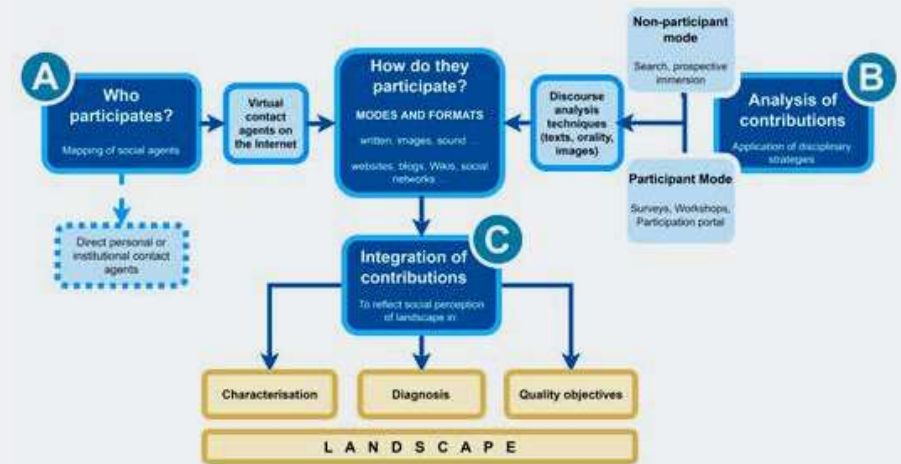 A
Who
participates?
Mapping of social agents
Direct personal or
institutional contact
agents
Virtual
contact
agents on
the Internet
How do they
participate?
MODES AND FORMATS
written, images, sound ...
websites, blogs, Wikis, social
networks ...
Discourse
analysis
techniques
(texts, orality,
images)
Non-participant
mode
Search, prospective
immersion
B
Analysis of
contributions
Application of disciplinary
strategies
Participant Mode
Surveys, Workshops,
Participation portal
C
Integration of
contributions
To reflect social perception
of landscape in:
Characterisation
Diagnosis
Quality objectives
LANDSCAPE